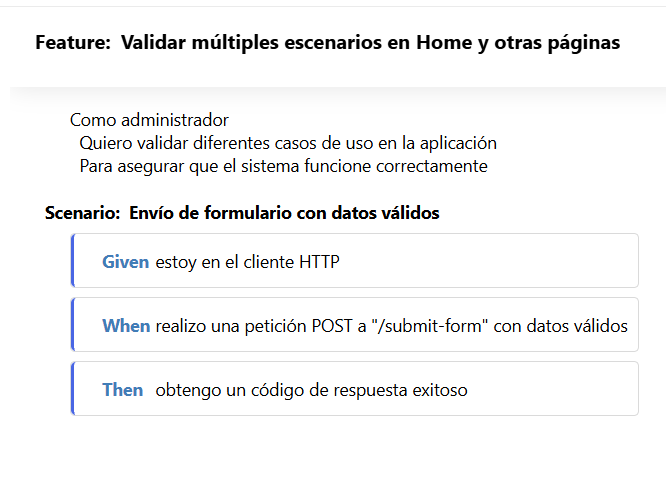 Feature: Validar múltiples escenarios en Home y otras páginas
Como administrador
Quiero validar diferentes casos de uso en la aplicación
Para asegurar que el sistema funcione correctamente
Scenario: Envío de formulario con datos válidos
Given estoy en el cliente HTTP
When realizo una petición POST a "/submit-form" con datos válidos
Then obtengo un código de respuesta exitoso